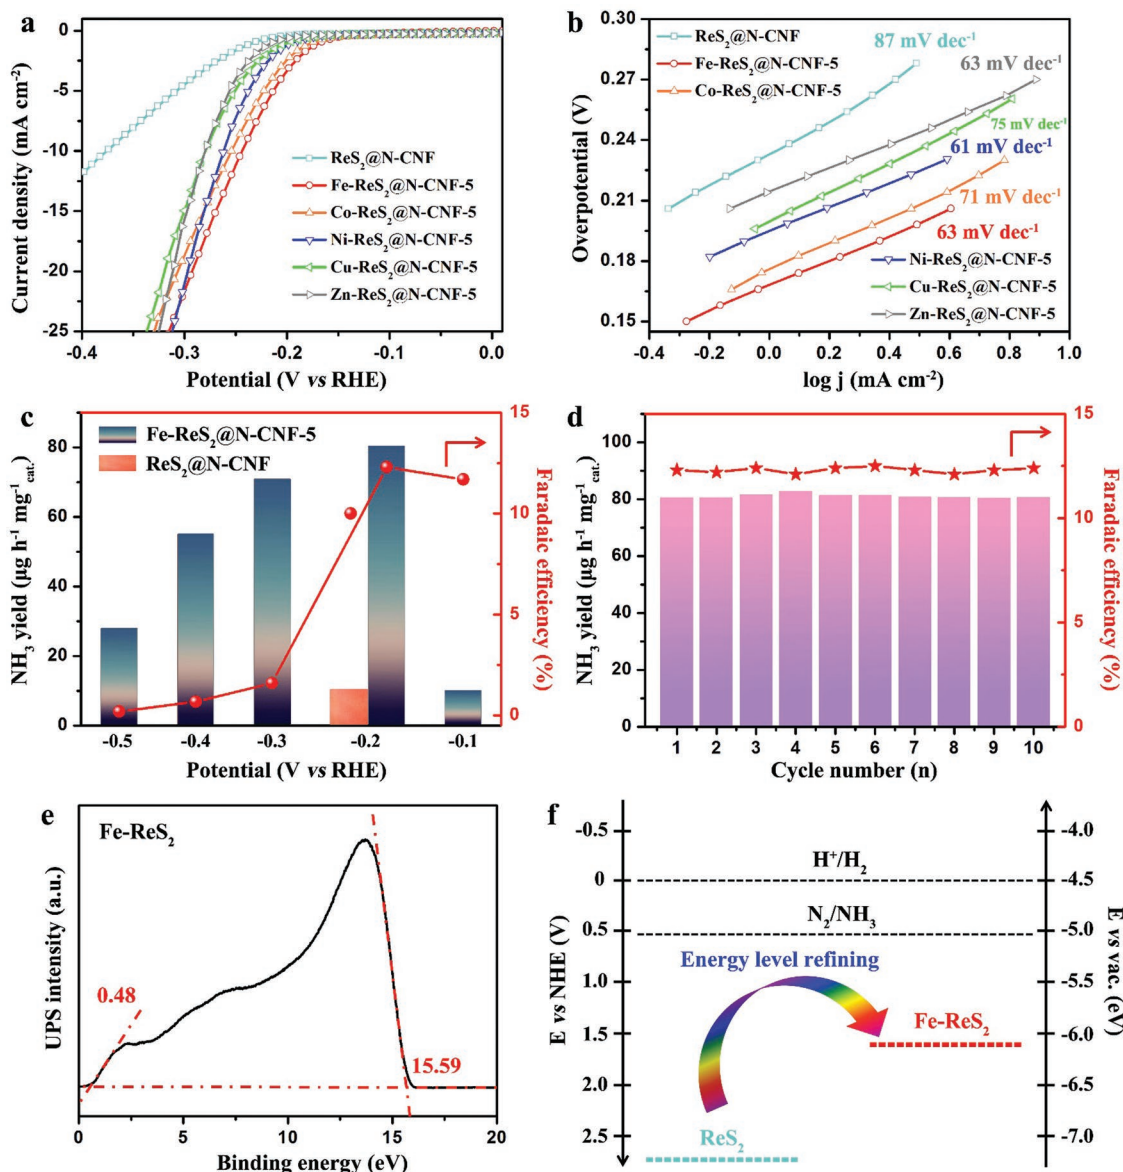 a
0
-5
-10
-15
-20
-25
Current density (mA cm⁻²)
ReS₂@N-CNF
Fe-ReS₂@N-CNF-5
Co-ReS₂@N-CNF-5
Ni-ReS₂@N-CNF-5
Cu-ReS₂@N-CNF-5
Zn-ReS₂@N-CNF-5
-0.4 -0.3 -0.2 -0.1 0.0
Potential (V vs RHE)
b
0.30
0.27
0.24
0.21
0.18
0.15
Overpotential (V)
ReS₂@N-CNF
Fe-ReS₂@N-CNF-5
Co-ReS₂@N-CNF-5
87 mV dec⁻¹
63 mV dec⁻¹
75 mV dec⁻¹
61 mV dec⁻¹
71 mV dec⁻¹
63 mV dec⁻¹
Ni-ReS₂@N-CNF-5
Cu-ReS₂@N-CNF-5
Zn-ReS₂@N-CNF-5
-0.4 -0.2 0.0 0.2 0.4 0.6 0.8 1.0
log j (mA cm⁻²)
c
80
60
40
20
0
NH₃ yield (µg h⁻¹ mg⁻¹ cat.)
Fe-ReS₂@N-CNF-5
ReS₂@N-CNF
15
10
5
0
Faradaic efficiency (%)
-0.5 -0.4 -0.3 -0.2 -0.1
Potential (V vs RHE)
d
100
80
60
40
20
0
NH₃ yield (µg h⁻¹ mg⁻¹ cat.)
15
10
5
0
Faradaic efficiency (%)
1 2 3 4 5 6 7 8 9 10
Cycle number (n)
e
Fe-ReS₂
UPS intensity (a.u.)
0.48
15.59
0 5 10 15 20
Binding energy (eV)
f
-0.5
0
0.5
1.0
1.5
2.0
2.5
E vs NHE (V)
H⁺/H₂
N₂/NH₃
Energy level refining
Fe-ReS₂
ReS₂
-4.0
-4.5
-5.0
-5.5
-6.0
-6.5
-7.0
E vs vac. (eV)